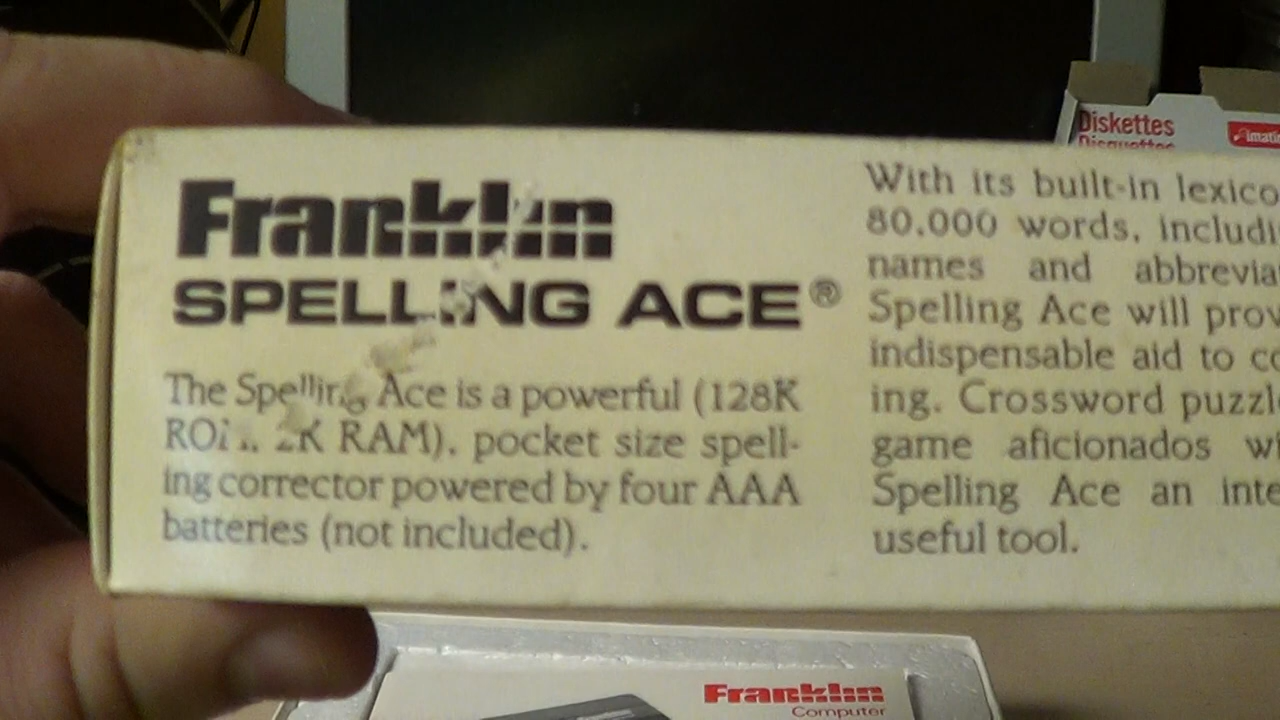 Diskettes
Franklin
SPELLING ACE®
The Spelling Ace is a powerful (128K
ROM, 2K RAM), pocket size spell-
ing corrector powered by four AAA
batteries (not included).
With its built-in lexico
80,000 words, includi
names and abbrevia
Spelling Ace will prov
indispensable aid to co
ing. Crossword puzzl
game aficionados wi
Spelling Ace an inte
useful tool.
Franklin
Computer